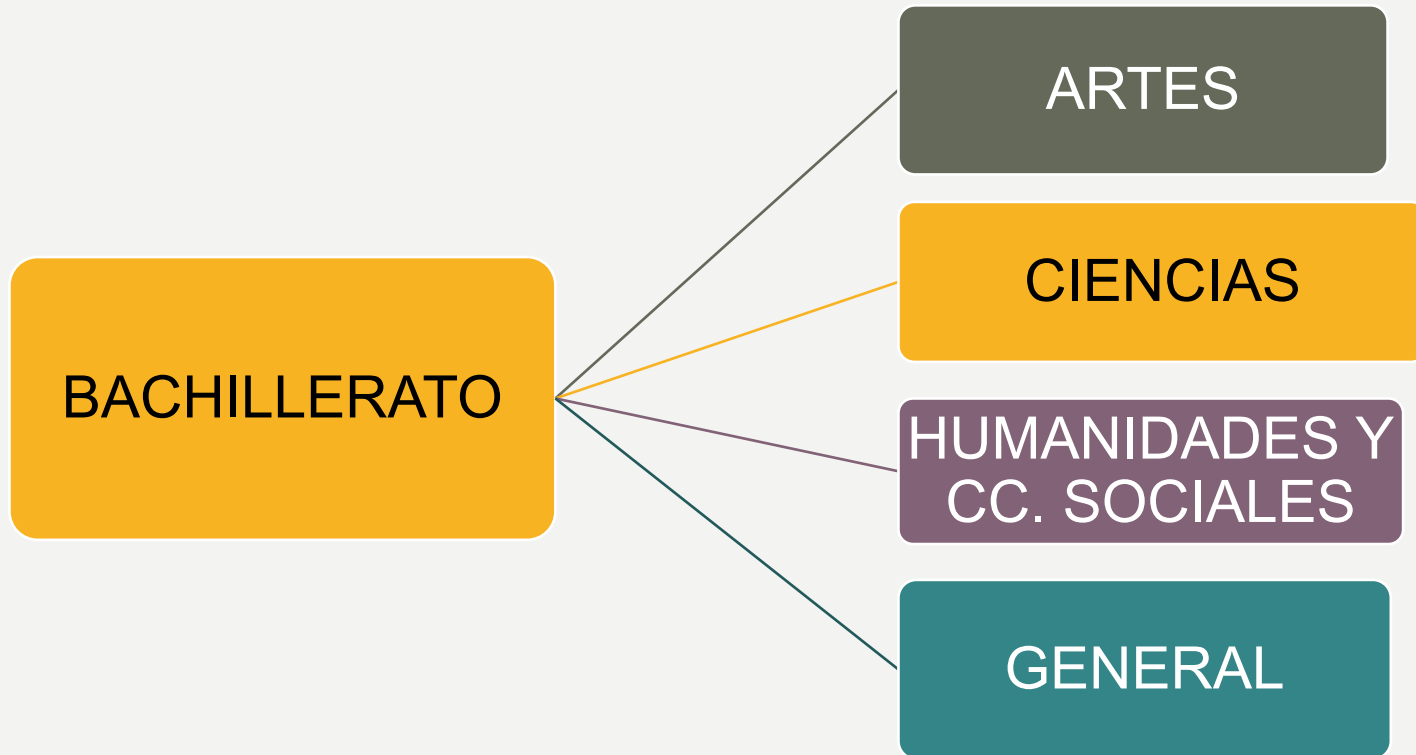 BACHILLERATO
ARTES
CIENCIAS
HUMANIDADES Y
CC. SOCIALES
GENERAL